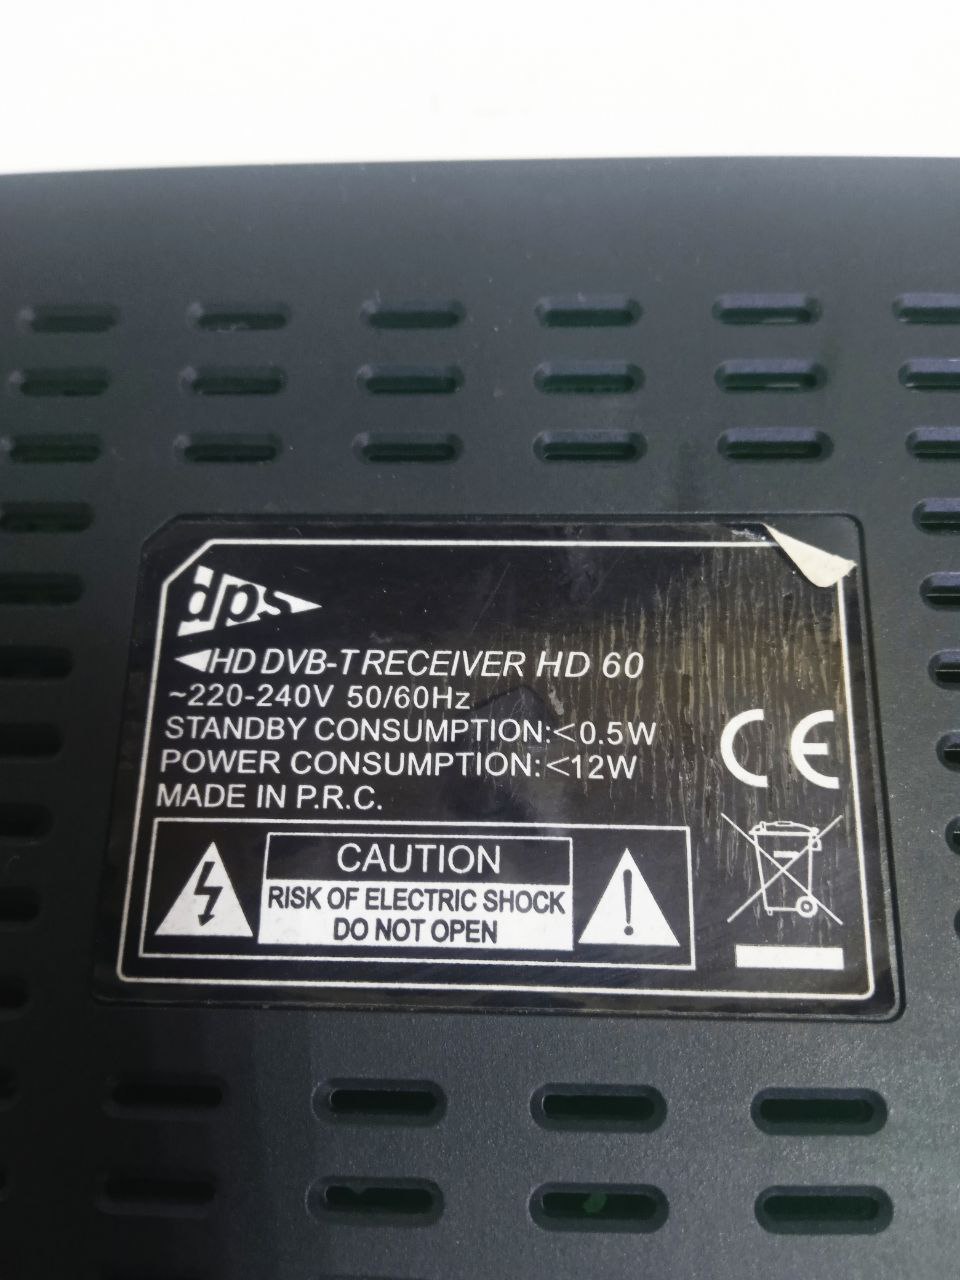 dps
HD DVB-T RECEIVER HD 60
~220-240V 50/60Hz
STANDBY CONSUMPTION:<0.5W
POWER CONSUMPTION:<12W
MADE IN P.R.C.
CE
CAUTION
RISK OF ELECTRIC SHOCK
DO NOT OPEN